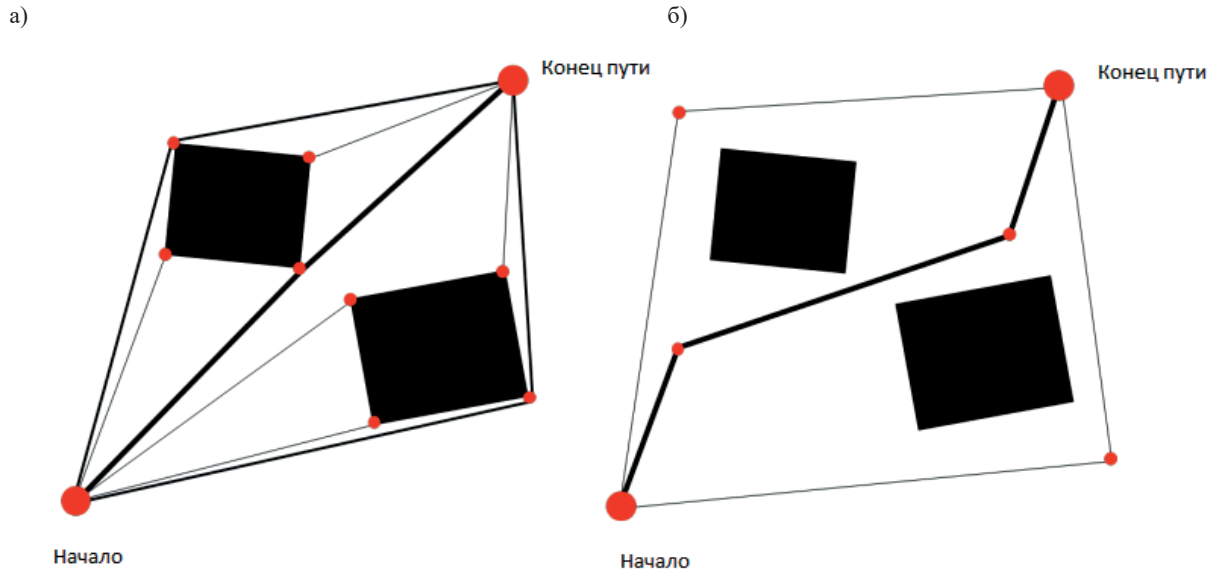 а)
б)
Конец пути
Конец пути
Начало
Начало